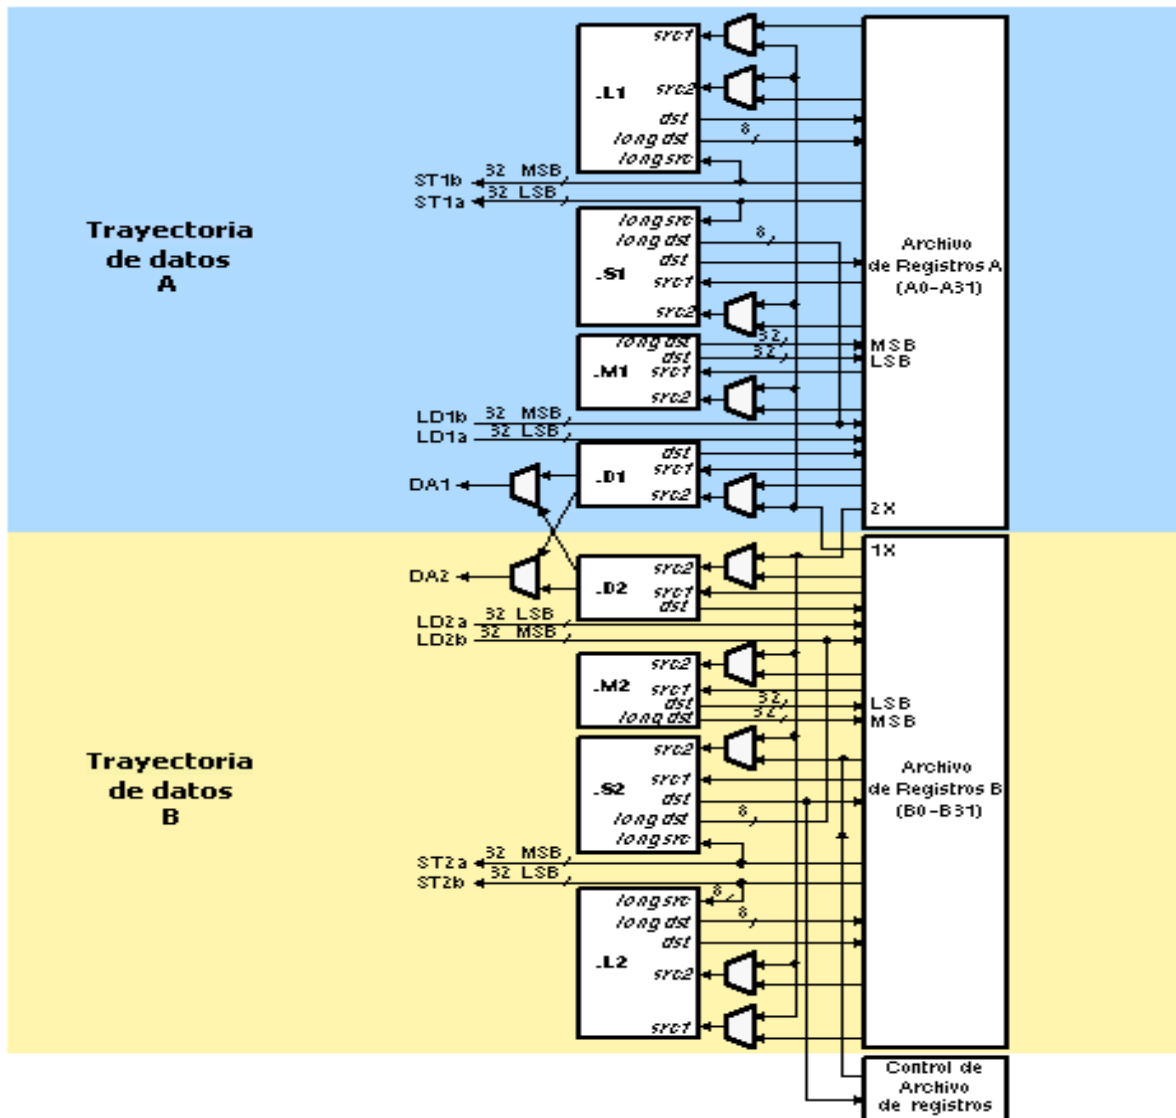 src1
.L1
src2
dst
8
long dst
long src
ST1b 32 MSB
ST1a 32 LSB
Trayectoria
de datos
A
long src
long dst
8
dst
.S1
src1
src2
Archivo
de Registros A
(A0-A31)
long dst 32 MSB
dst 32 LSB
.M1
src1
src2
LD1b 32 MSB
LD1a 32 LSB
dst
.D1
src1
src2
DA1
2X
1X
DA2
src2
.D2
src1
dst
LD2a 32 LSB
LD2b 32 MSB
src2
.M2
src1
dst 32 LSB
long dst 32 MSB
Trayectoria
de datos
B
src2
.S2
src1
dst
long dst
8
long src
Archivo
de Registros B
(B0-B31)
ST2a 32 MSB
ST2b 32 LSB
8
long src
long dst
8
dst
.L2
src2
src1
Control de
Archivo
de registros